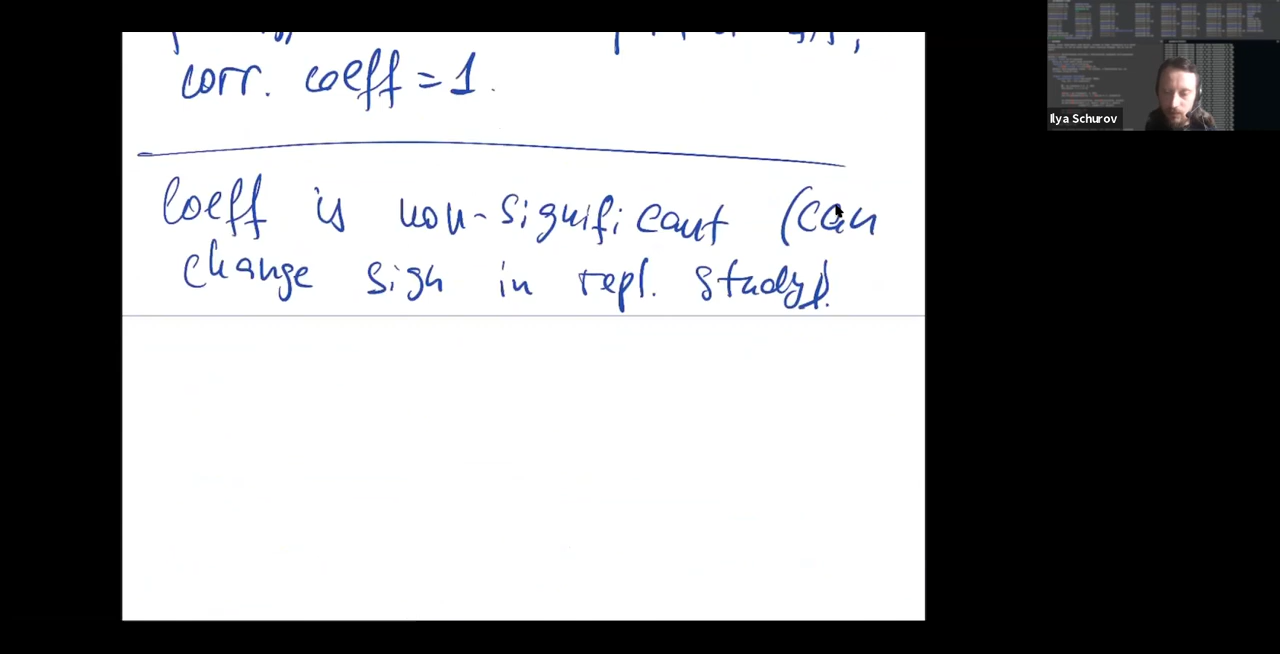 corr. coeff = 1.
Coeff is non-significant (can
change sign in repl. study).
Ilya Schurov